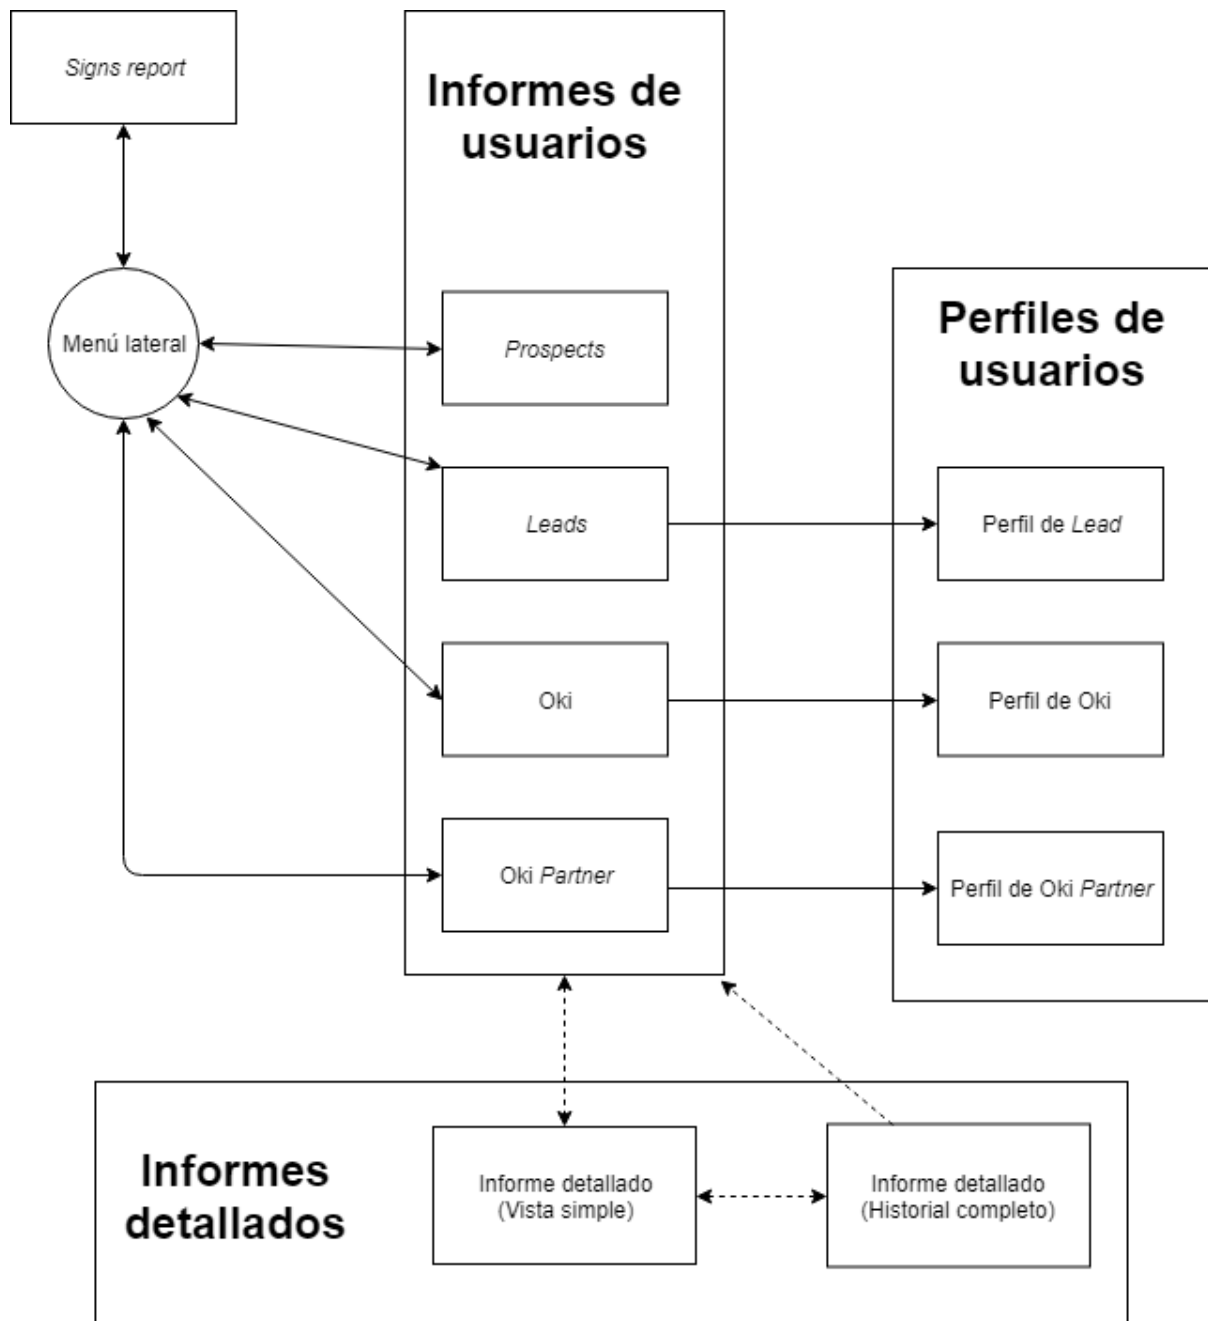 Signs report
Informes de
usuarios
Menú lateral
Prospects
Perfiles de
usuarios
Leads
Perfil de Lead
Oki
Perfil de Oki
Oki Partner
Perfil de Oki Partner
Informes
detallados
Informe detallado
(Vista simple)
Informe detallado
(Historial completo)